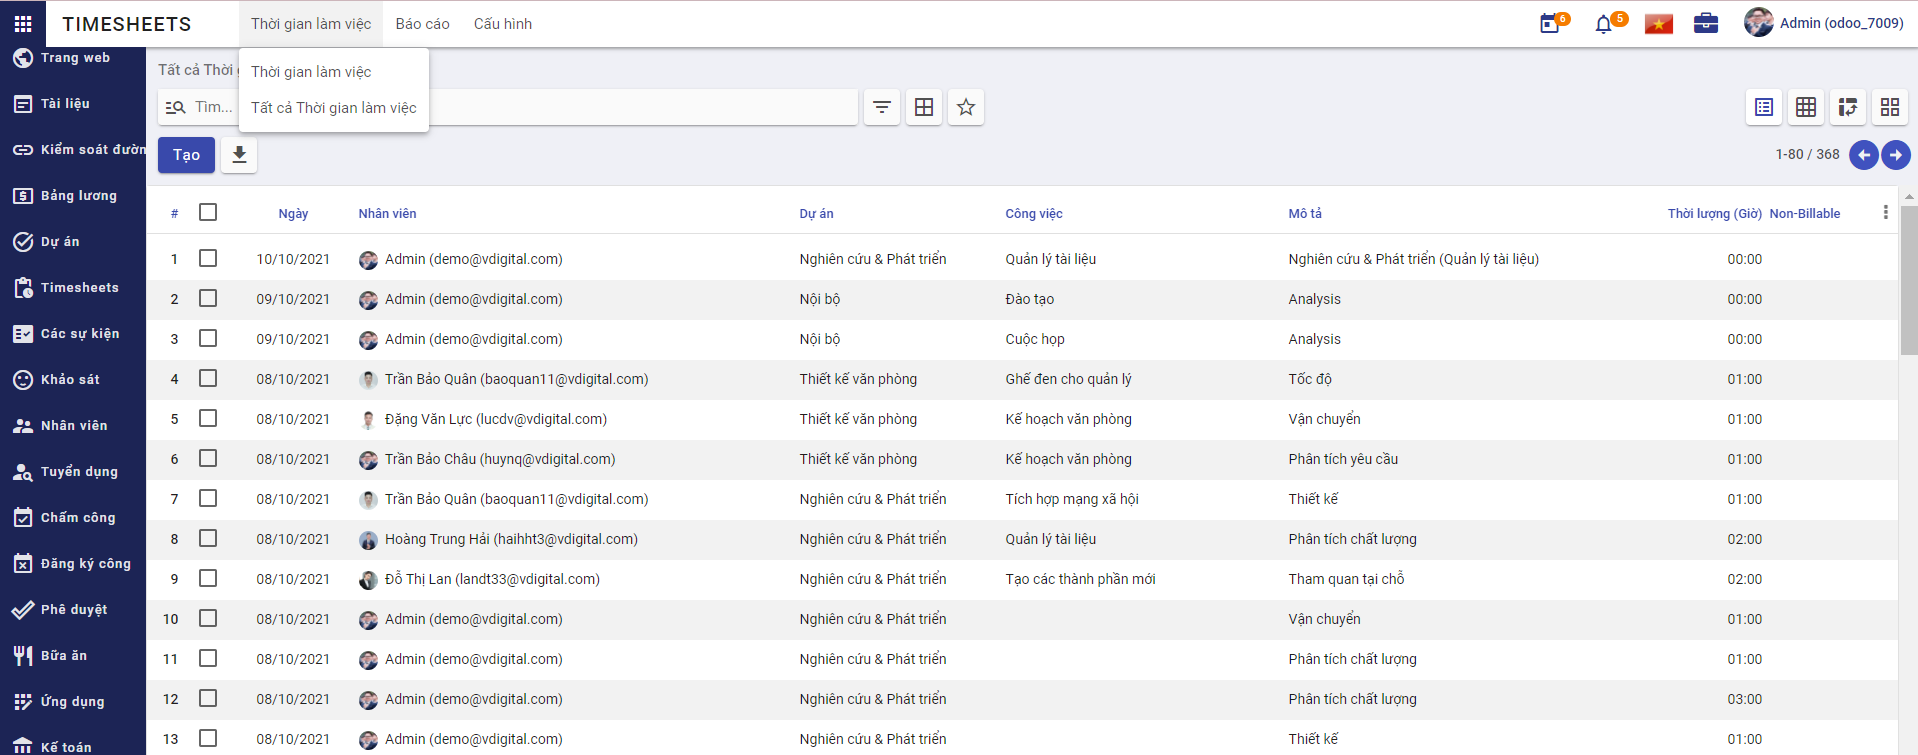 TIMESHEETS Thời gian làm việc Báo cáo Cấu hình 6 5 Admin (odoo_7009)
Thời gian làm việc
Tất cả Thời gian làm việc
Trang web
Tài liệu
Kiểm soát đườn
Bảng lương
Dự án
Timesheets
Các sự kiện
Khảo sát
Nhân viên
Tuyển dụng
Chấm công
Đăng ký công
Phê duyệt
Bữa ăn
Ứng dụng
Kế toán
Tất cả Thời g
Tìm...
Tạo
1-80 / 368
# Ngày Nhân viên Dự án Công việc Mô tả Thời lượng (Giờ) Non-Billable
1 10/10/2021 Admin (demo@vdigital.com) Nghiên cứu & Phát triển Quản lý tài liệu Nghiên cứu & Phát triển (Quản lý tài liệu) 00:00
2 09/10/2021 Admin (demo@vdigital.com) Nội bộ Đào tạo Analysis 00:00
3 09/10/2021 Admin (demo@vdigital.com) Nội bộ Cuộc họp Analysis 00:00
4 08/10/2021 Trần Bảo Quân (baoquan11@vdigital.com) Thiết kế văn phòng Ghế đen cho quản lý Tốc độ 01:00
5 08/10/2021 Đặng Văn Lực (lucdv@vdigital.com) Thiết kế văn phòng Kế hoạch văn phòng Vận chuyển 01:00
6 08/10/2021 Trần Bảo Châu (huynq@vdigital.com) Thiết kế văn phòng Kế hoạch văn phòng Phân tích yêu cầu 01:00
7 08/10/2021 Trần Bảo Quân (baoquan11@vdigital.com) Nghiên cứu & Phát triển Tích hợp mạng xã hội Thiết kế 01:00
8 08/10/2021 Hoàng Trung Hải (haihht3@vdigital.com) Nghiên cứu & Phát triển Quản lý tài liệu Phân tích chất lượng 02:00
9 08/10/2021 Đỗ Thị Lan (landt33@vdigital.com) Nghiên cứu & Phát triển Tạo các thành phần mới Tham quan tại chỗ 02:00
10 08/10/2021 Admin (demo@vdigital.com) Nghiên cứu & Phát triển Vận chuyển 01:00
11 08/10/2021 Admin (demo@vdigital.com) Nghiên cứu & Phát triển Phân tích chất lượng 01:00
12 08/10/2021 Admin (demo@vdigital.com) Nghiên cứu & Phát triển Phân tích chất lượng 03:00
13 08/10/2021 Admin (demo@vdigital.com) Nghiên cứu & Phát triển Thiết kế 01:00